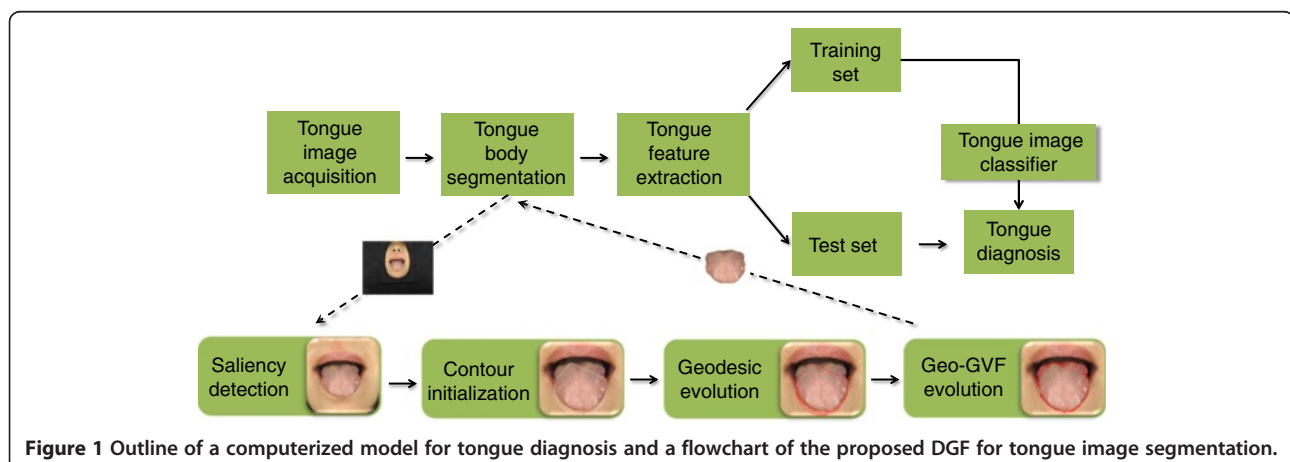 Training
set
Tongue
image
acquisition
Tongue
body
segmentation
Tongue
feature
extraction
Tongue image
classifier
Test set
Tongue
diagnosis
Saliency
detection
Contour
initialization
Geodesic
evolution
Geo-GVF
evolution
Figure 1 Outline of a computerized model for tongue diagnosis and a flowchart of the proposed DGF for tongue image segmentation.